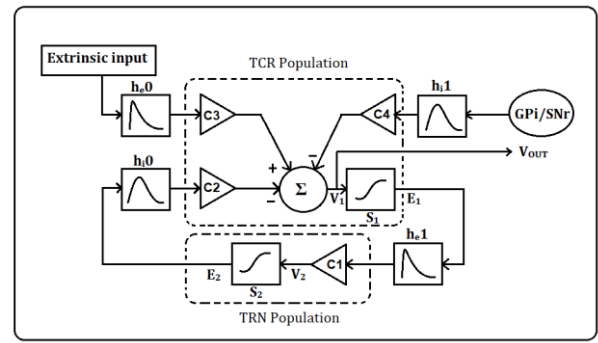 Extrinsic input
TCR Population
hₑ0
hᵢ1
C3
C4
GPi/SNr
+
−
V_OUT
hᵢ0
C2
−
Σ
V₁
E₁
S₁
hₑ1
E₂
S₂
V₂
C1
TRN Population